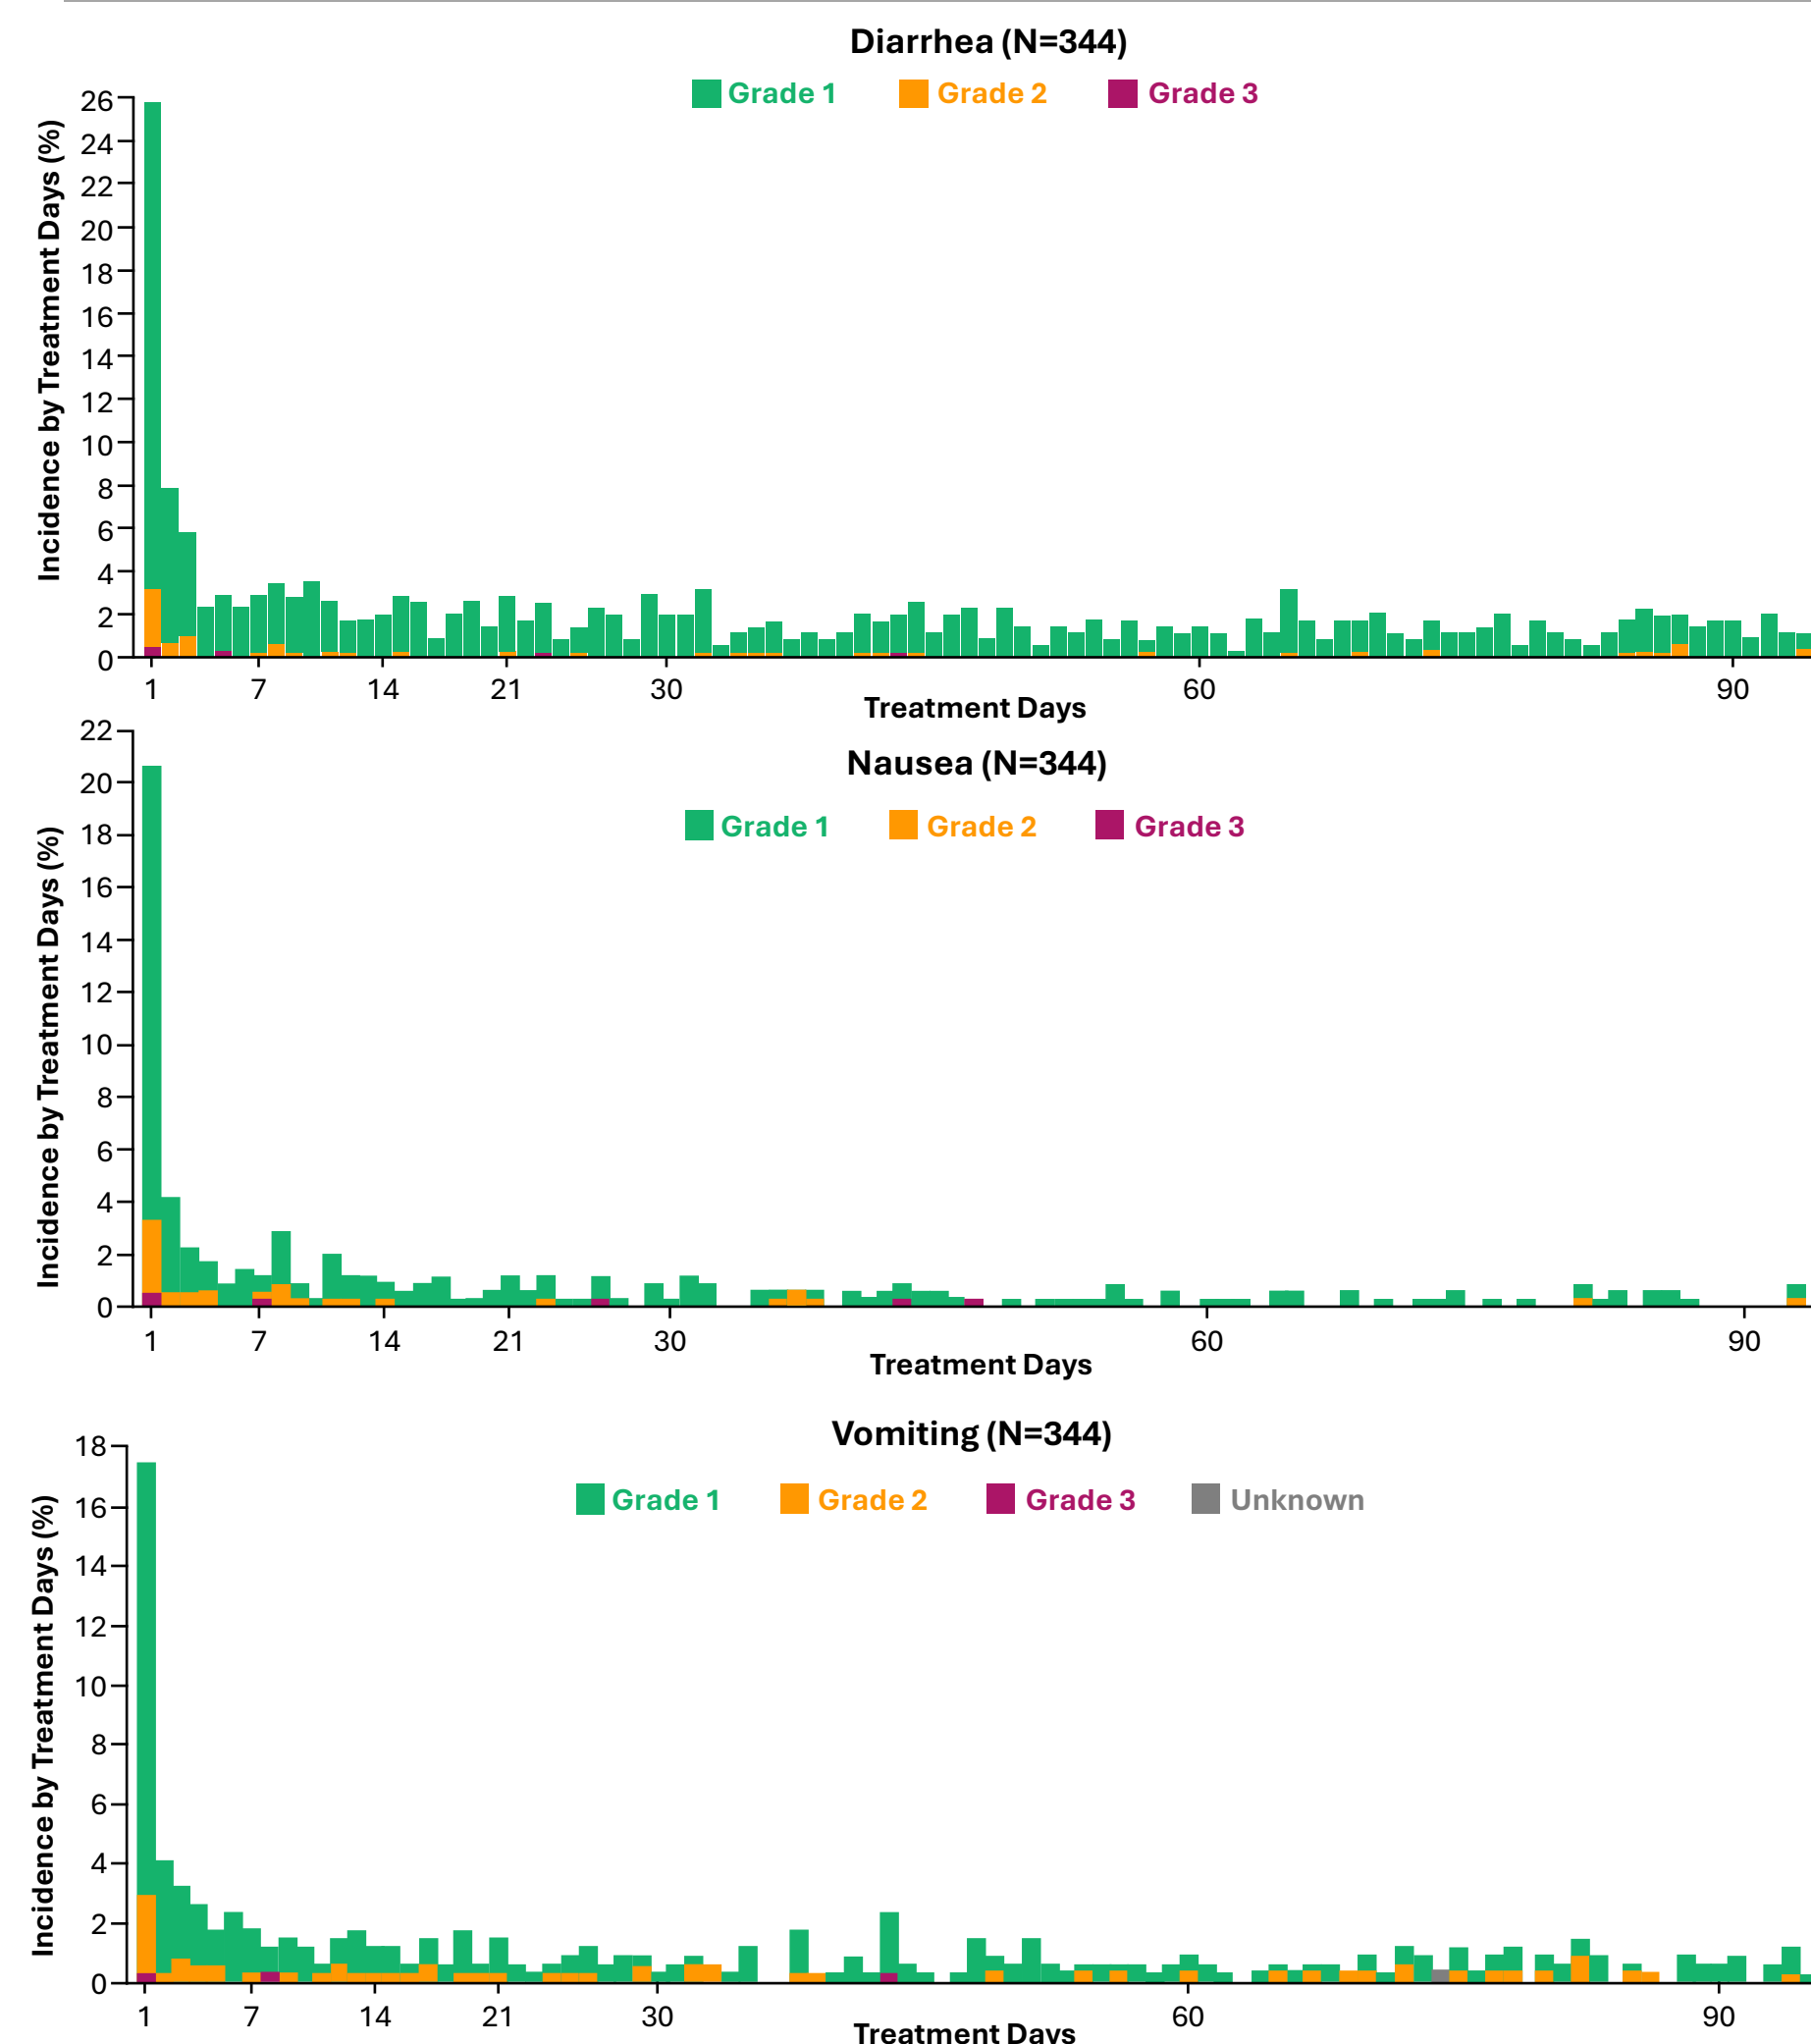 Diarrhea (N=344)
Grade 1 Grade 2 Grade 3
Incidence by Treatment Days (%)
26
24
22
20
18
16
14
12
10
8
6
4
2
0
1 7 14 21 30 60 90
Treatment Days
Nausea (N=344)
Grade 1 Grade 2 Grade 3
Incidence by Treatment Days (%)
22
20
18
16
14
12
10
8
6
4
2
0
1 7 14 21 30 60 90
Treatment Days
Vomiting (N=344)
Grade 1 Grade 2 Grade 3 Unknown
Incidence by Treatment Days (%)
18
16
14
12
10
8
6
4
2
0
1 7 14 21 30 60 90
Treatment Days